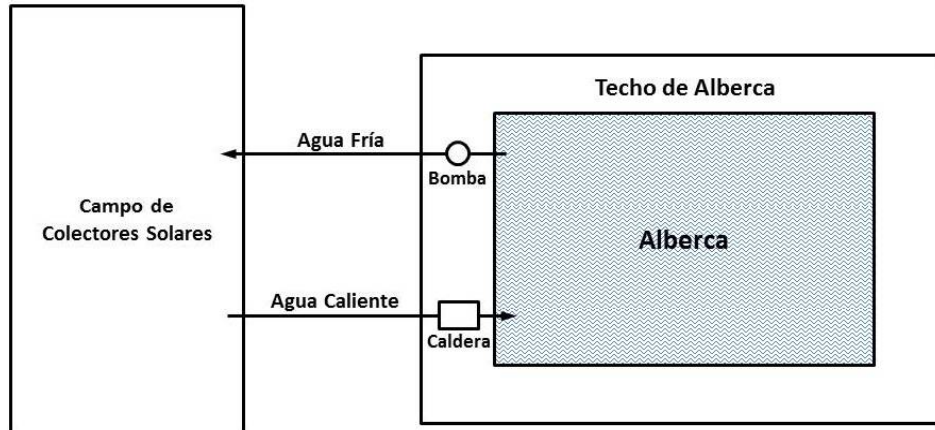 Techo de Alberca
Agua Fría
Bomba
Campo de
Colectores Solares
Alberca
Agua Caliente
Caldera